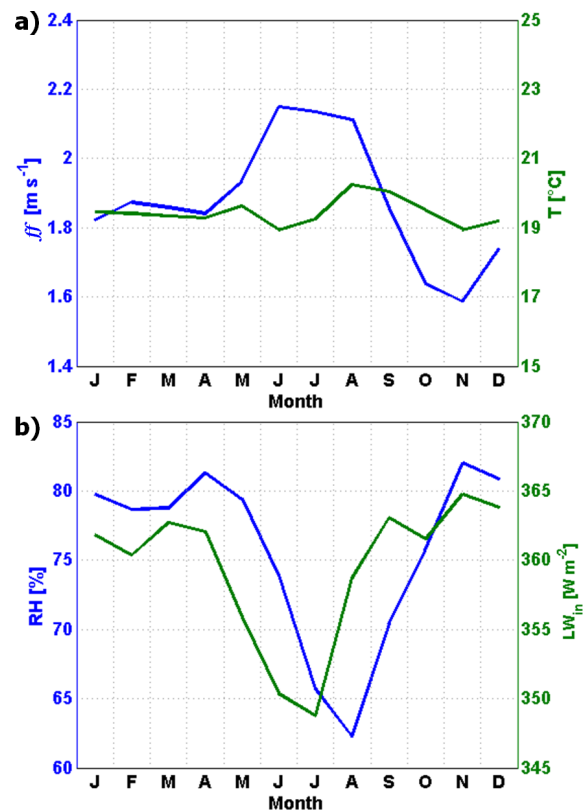 a)
2.4
2.2
2
1.8
1.6
1.4
ff [m s-1]
25
23
21
19
17
15
T [°C]
J F M A M J J A S O N D
Month
b)
85
80
75
70
65
60
RH [%]
370
365
360
355
350
345
LWin [W m-2]
J F M A M J J A S O N D
Month